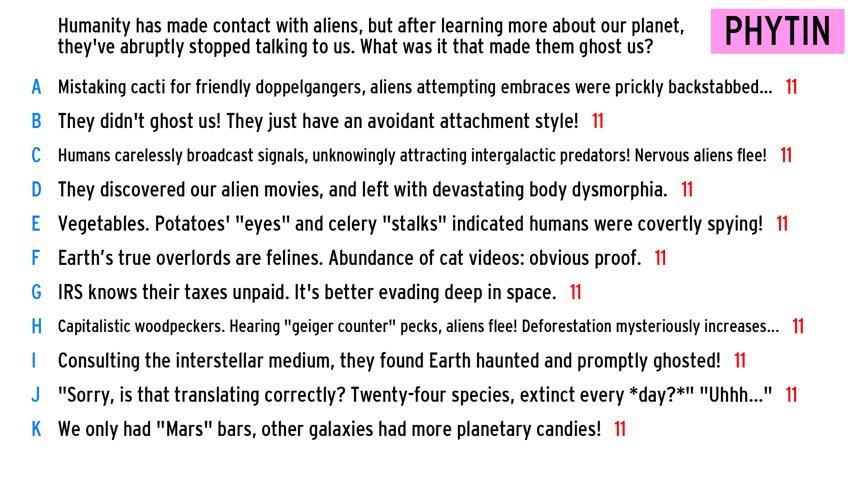 Humanity has made contact with aliens, but after learning more about our planet,
they've abruptly stopped talking to us. What was it that made them ghost us?
PHYTIN
A Mistaking cacti for friendly doppelgangers, aliens attempting embraces were prickly backstabbed... 11
B They didn't ghost us! They just have an avoidant attachment style! 11
C Humans carelessly broadcast signals, unknowingly attracting intergalactic predators! Nervous aliens flee! 11
D They discovered our alien movies, and left with devastating body dysmorphia. 11
E Vegetables. Potatoes' "eyes" and celery "stalks" indicated humans were covertly spying! 11
F Earth’s true overlords are felines. Abundance of cat videos: obvious proof. 11
G IRS knows their taxes unpaid. It's better evading deep in space. 11
H Capitalistic woodpeckers. Hearing "geiger counter" pecks, aliens flee! Deforestation mysteriously increases... 11
I Consulting the interstellar medium, they found Earth haunted and promptly ghosted! 11
J "Sorry, is that translating correctly? Twenty-four species, extinct every *day?*" "Uhhh..." 11
K We only had "Mars" bars, other galaxies had more planetary candies! 11